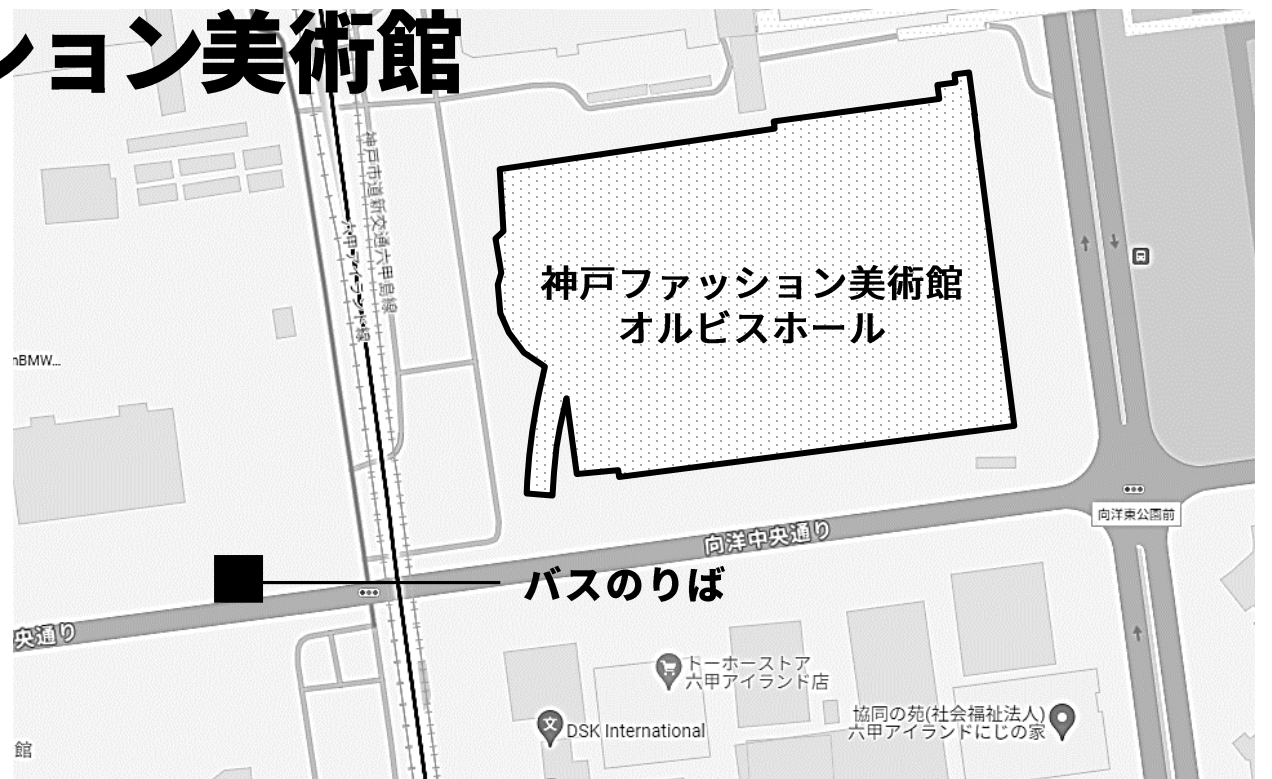 ション美術館
神戸市道新交通六甲島線
六甲アイランド線
神戸ファッション美術館
オルビスホール
nBMW...
向洋東公園前
向洋中央通り
バスのりば
央通り
トーホーストア
六甲アイランド店
協同の苑(社会福祉法人)
六甲アイランドにじの家
文
DSK International
館